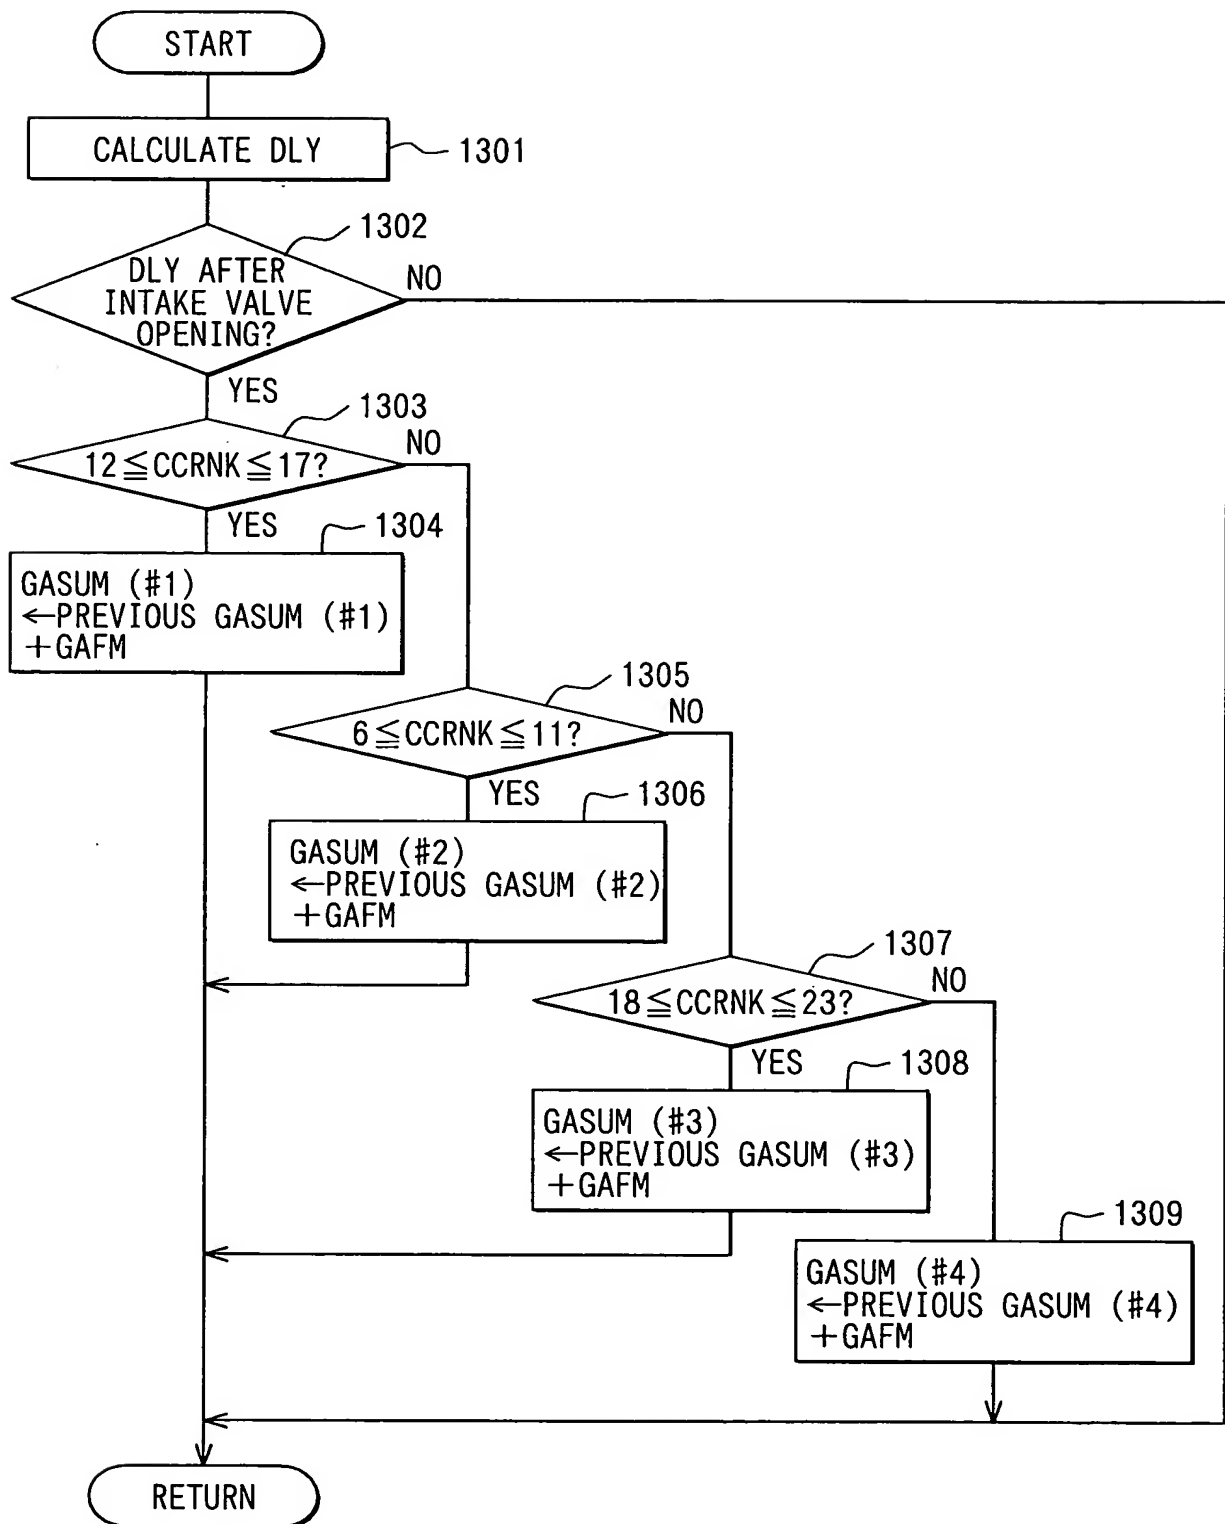 START
CALCULATE DLY
1301
1302
DLY AFTER
INTAKE VALVE
OPENING?
NO
YES
1303
12≦CCRNK≦17?
NO
YES
1304
GASUM (#1)
←PREVIOUS GASUM (#1)
+GAFM
1305
6≦CCRNK≦11?
NO
YES
1306
GASUM (#2)
←PREVIOUS GASUM (#2)
+GAFM
1307
18≦CCRNK≦23?
NO
YES
1308
GASUM (#3)
←PREVIOUS GASUM (#3)
+GAFM
1309
GASUM (#4)
←PREVIOUS GASUM (#4)
+GAFM
RETURN